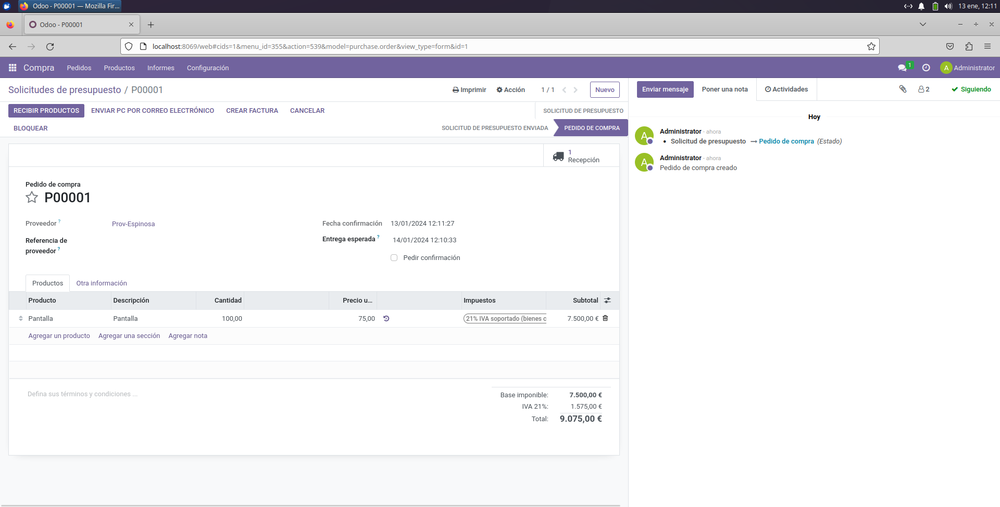 Odoo - P00001 — Mozilla Fir...
13 ene, 12:11
Odoo - P00001
localhost:8069/web#cids=1&menu_id=355&action=539&model=purchase.order&view_type=form&id=1
Compra Pedidos Productos Informes Configuración
1 A Administrator
Solicitudes de presupuesto / P00001
Imprimir Acción 1 / 1 Nuevo
Enviar mensaje Poner una nota Actividades 2 Siguiendo
RECIBIR PRODUCTOS ENVIAR PC POR CORREO ELECTRÓNICO CREAR FACTURA CANCELAR
SOLICITUD DE PRESUPUESTO
BLOQUEAR
SOLICITUD DE PRESUPUESTO ENVIADA PEDIDO DE COMPRA
Hoy
A Administrator - ahora
• Solicitud de presupuesto → Pedido de compra (Estado)
A Administrator - ahora
Pedido de compra creado
1
Recepción
Pedido de compra
P00001
Proveedor ? Prov-Espinosa
Referencia de
proveedor ?
Fecha confirmación 13/01/2024 12:11:27
Entrega esperada ? 14/01/2024 12:10:33
Pedir confirmación
Productos Otra información
Producto Descripción Cantidad Precio u... Impuestos Subtotal
Pantalla Pantalla 100,00 75,00 21% IVA soportado (bienes c 7.500,00 €
Agregar un producto Agregar una sección Agregar nota
Defina sus términos y condiciones ...
Base imponible: 7.500,00 €
IVA 21%: 1.575,00 €
Total: 9.075,00 €